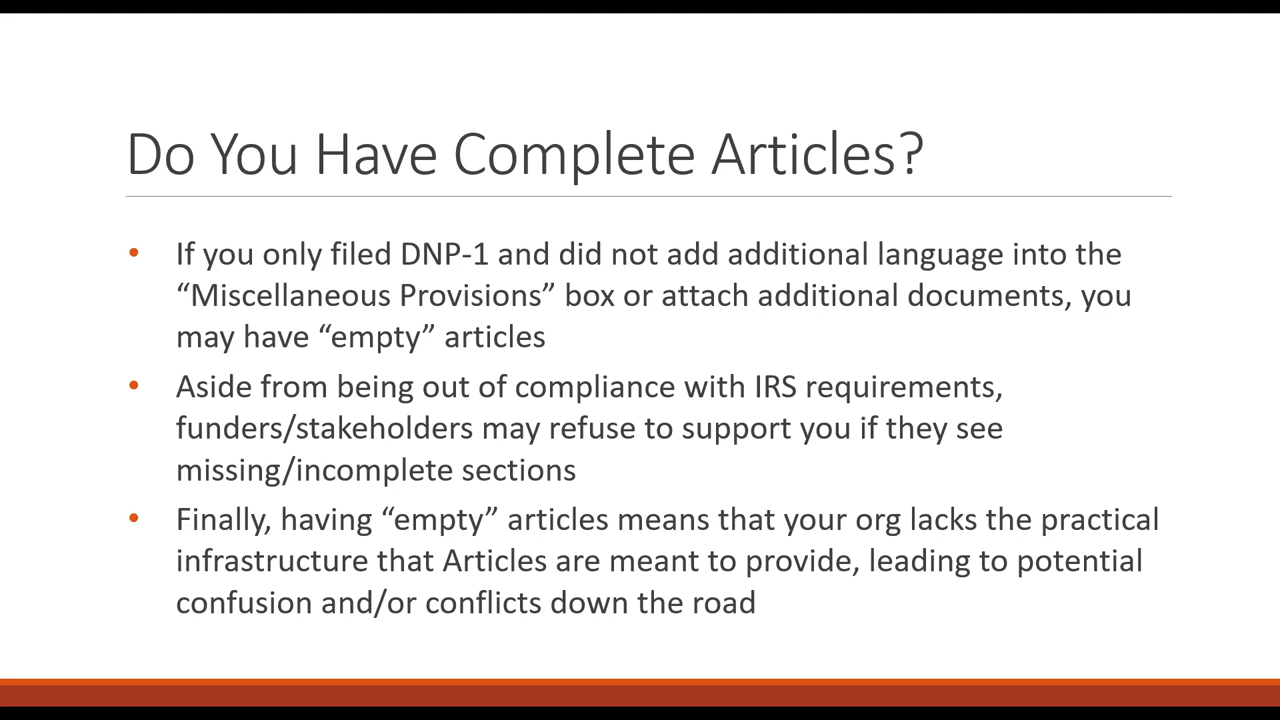 Do You Have Complete Articles?
• If you only filed DNP-1 and did not add additional language into the
“Miscellaneous Provisions” box or attach additional documents, you
may have “empty” articles
• Aside from being out of compliance with IRS requirements,
funders/stakeholders may refuse to support you if they see
missing/incomplete sections
• Finally, having “empty” articles means that your org lacks the practical
infrastructure that Articles are meant to provide, leading to potential
confusion and/or conflicts down the road